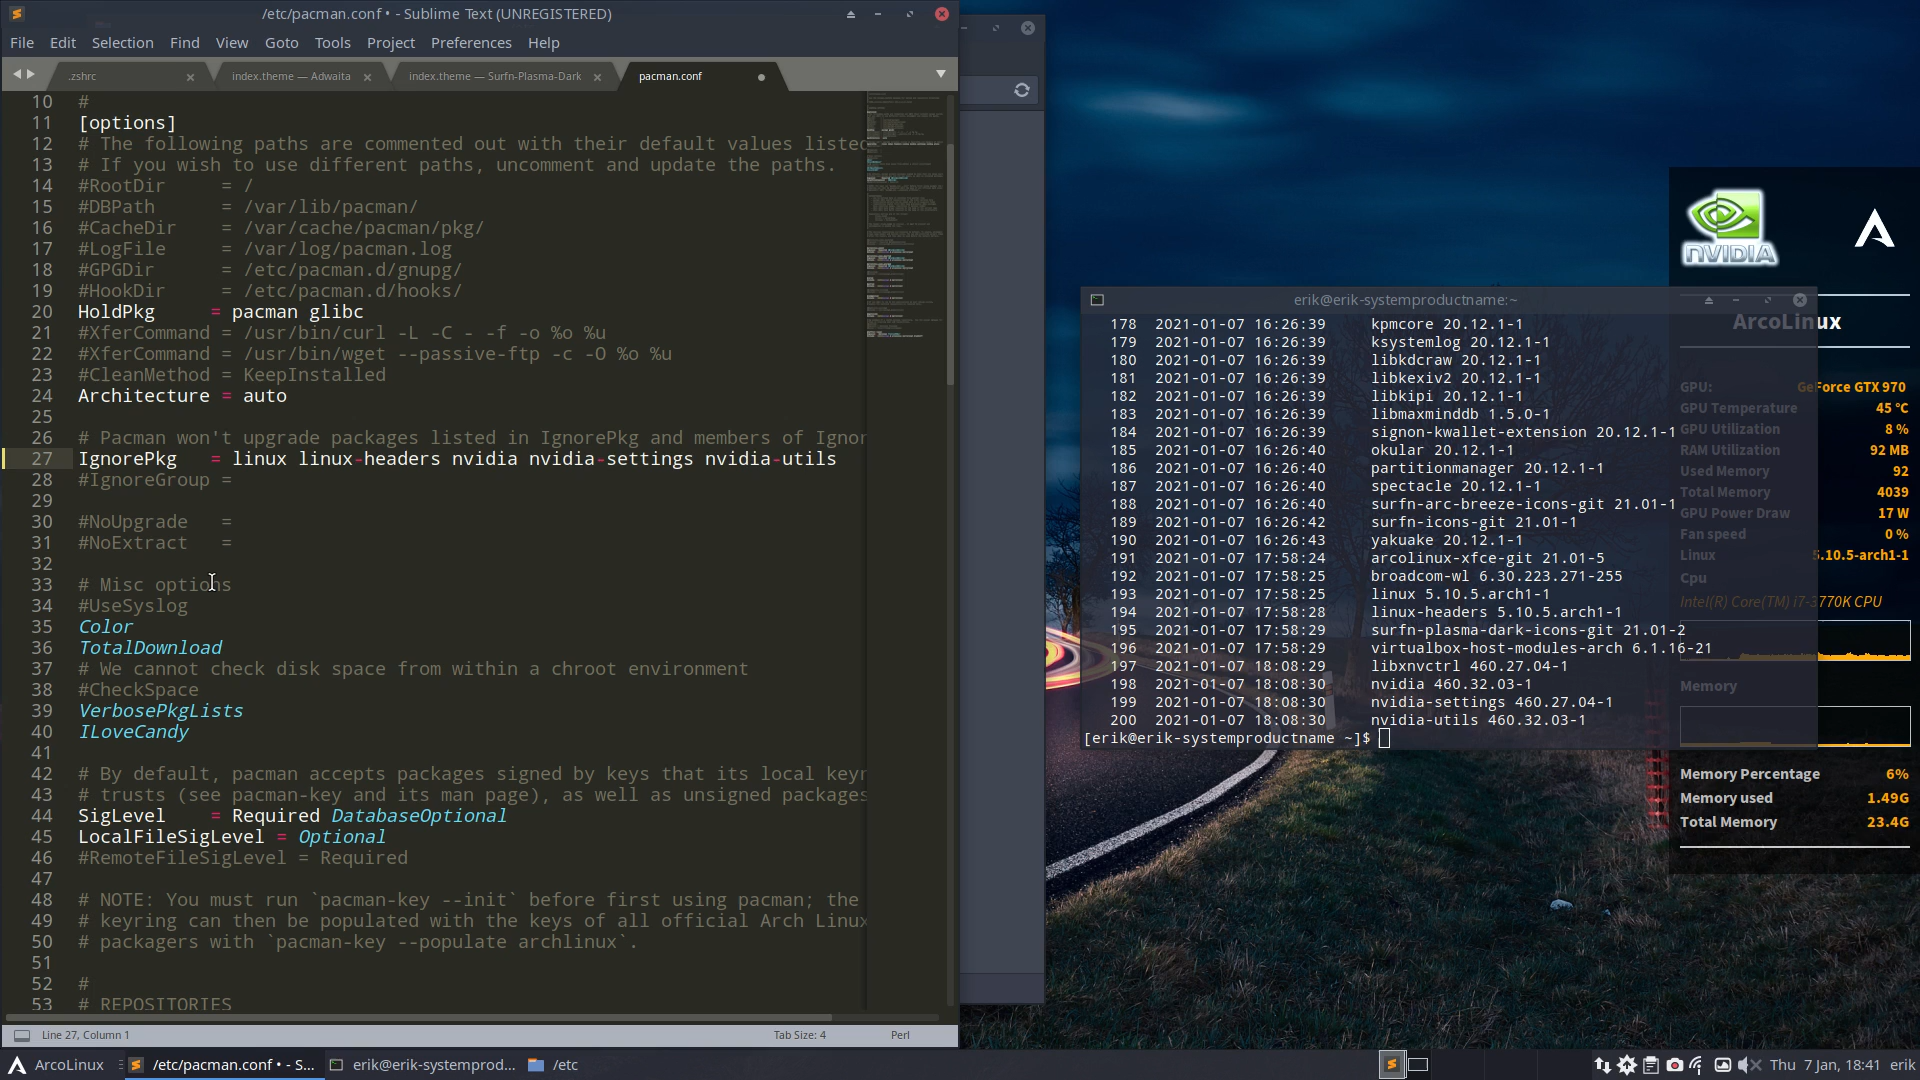 /etc/pacman.conf • - Sublime Text (UNREGISTERED)
File Edit Selection Find View Goto Tools Project Preferences Help
.zshrc index.theme — Adwaita index.theme — Surfn-Plasma-Dark pacman.conf
10 #
11 [options]
12 # The following paths are commented out with their default values listed
13 # If you wish to use different paths, uncomment and update the paths.
14 #RootDir     = /
15 #DBPath      = /var/lib/pacman/
16 #CacheDir    = /var/cache/pacman/pkg/
17 #LogFile     = /var/log/pacman.log
18 #GPGDir      = /etc/pacman.d/gnupg/
19 #HookDir     = /etc/pacman.d/hooks/
20 HoldPkg     = pacman glibc
21 #XferCommand = /usr/bin/curl -L -C - -f -o %o %u
22 #XferCommand = /usr/bin/wget --passive-ftp -c -O %o %u
23 #CleanMethod = KeepInstalled
24 Architecture = auto
25
26 # Pacman won't upgrade packages listed in IgnorePkg and members of Ignor
27 IgnorePkg   = linux linux-headers nvidia nvidia-settings nvidia-utils
28 #IgnoreGroup =
29
30 #NoUpgrade   =
31 #NoExtract   =
32
33 # Misc options
34 #UseSyslog
35 Color
36 TotalDownload
37 # We cannot check disk space from within a chroot environment
38 #CheckSpace
39 VerbosePkgLists
40 ILoveCandy
41
42 # By default, pacman accepts packages signed by keys that its local keyr
43 # trusts (see pacman-key and its man page), as well as unsigned packages
44 SigLevel    = Required DatabaseOptional
45 LocalFileSigLevel = Optional
46 #RemoteFileSigLevel = Required
47
48 # NOTE: You must run `pacman-key --init` before first using pacman; the
49 # keyring can then be populated with the keys of all official Arch Linux
50 # packagers with `pacman-key --populate archlinux`.
51
52 #
53 # REPOSITORIES
Line 27, Column 1 Tab Size: 4 Perl
erik@erik-systemproductname:~
178 2021-01-07 16:26:39 kpmcore 20.12.1-1
179 2021-01-07 16:26:39 ksystemlog 20.12.1-1
180 2021-01-07 16:26:39 libkdcraw 20.12.1-1
181 2021-01-07 16:26:39 libkexiv2 20.12.1-1
182 2021-01-07 16:26:39 libkipi 20.12.1-1
183 2021-01-07 16:26:39 libmaxminddb 1.5.0-1
184 2021-01-07 16:26:39 signon-kwallet-extension 20.12.1-1
185 2021-01-07 16:26:40 okular 20.12.1-1
186 2021-01-07 16:26:40 partitionmanager 20.12.1-1
187 2021-01-07 16:26:40 spectacle 20.12.1-1
188 2021-01-07 16:26:40 surfn-arc-breeze-icons-git 21.01-1
189 2021-01-07 16:26:42 surfn-icons-git 21.01-1
190 2021-01-07 16:26:43 yakuake 20.12.1-1
191 2021-01-07 17:58:24 arcolinux-xfce-git 21.01-5
192 2021-01-07 17:58:25 broadcom-wl 6.30.223.271-255
193 2021-01-07 17:58:25 linux 5.10.5.arch1-1
194 2021-01-07 17:58:28 linux-headers 5.10.5.arch1-1
195 2021-01-07 17:58:29 surfn-plasma-dark-icons-git 21.01-2
196 2021-01-07 17:58:29 virtualbox-host-modules-arch 6.1.16-21
197 2021-01-07 18:08:29 libxnvctrl 460.27.04-1
198 2021-01-07 18:08:30 nvidia 460.32.03-1
199 2021-01-07 18:08:30 nvidia-settings 460.27.04-1
200 2021-01-07 18:08:30 nvidia-utils 460.32.03-1
[erik@erik-systemproductname ~]$
NVIDIA
ArcoLinux
GPU: GeForce GTX 970
GPU Temperature 45 °C
GPU Utilization 8 %
RAM Utilization 92 MB
Used Memory 92
Total Memory 4039
GPU Power Draw 17 W
Fan speed 0 %
Linux 5.10.5-arch1-1
Cpu
Intel(R) Core(TM) i7-3770K CPU
Memory
Memory Percentage 6%
Memory used 1.49G
Total Memory 23.4G
ArcoLinux /etc/pacman.conf • - S... erik@erik-systemprod... /etc Thu 7 Jan, 18:41 erik